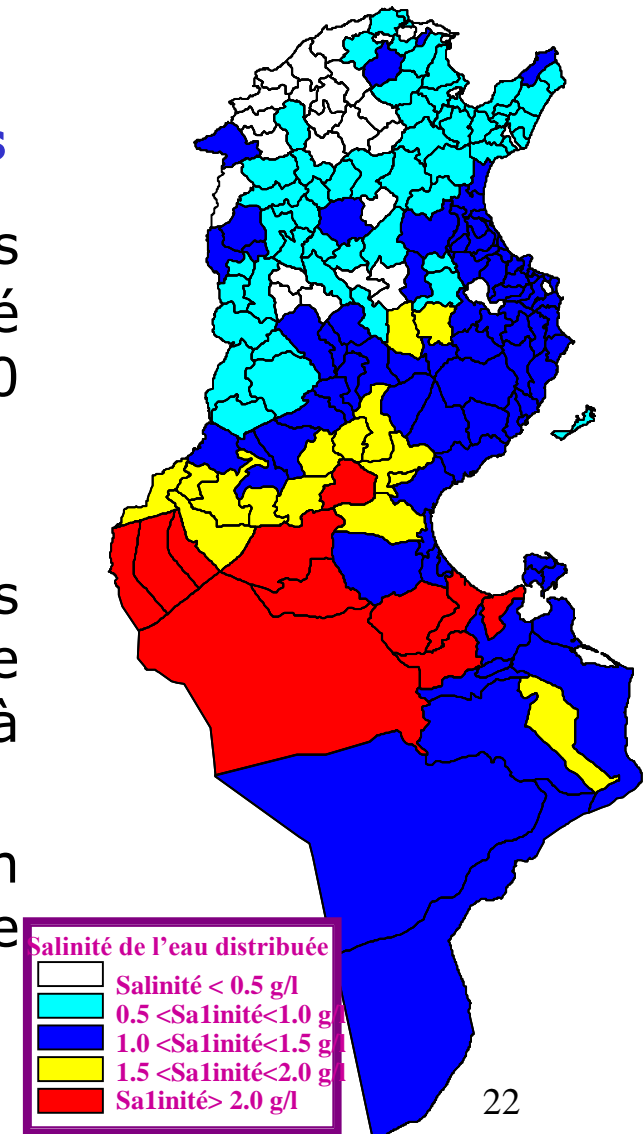 s
s
é
0
s
e
à
n
e
Salinité de l'eau distribuée
Salinité < 0.5 g/l
0.5 <Sa1inité<1.0 g/l
1.0 <Sa1inité<1.5 g/l
1.5 <Sa1inité<2.0 g/l
Sa1inité> 2.0 g/l
22